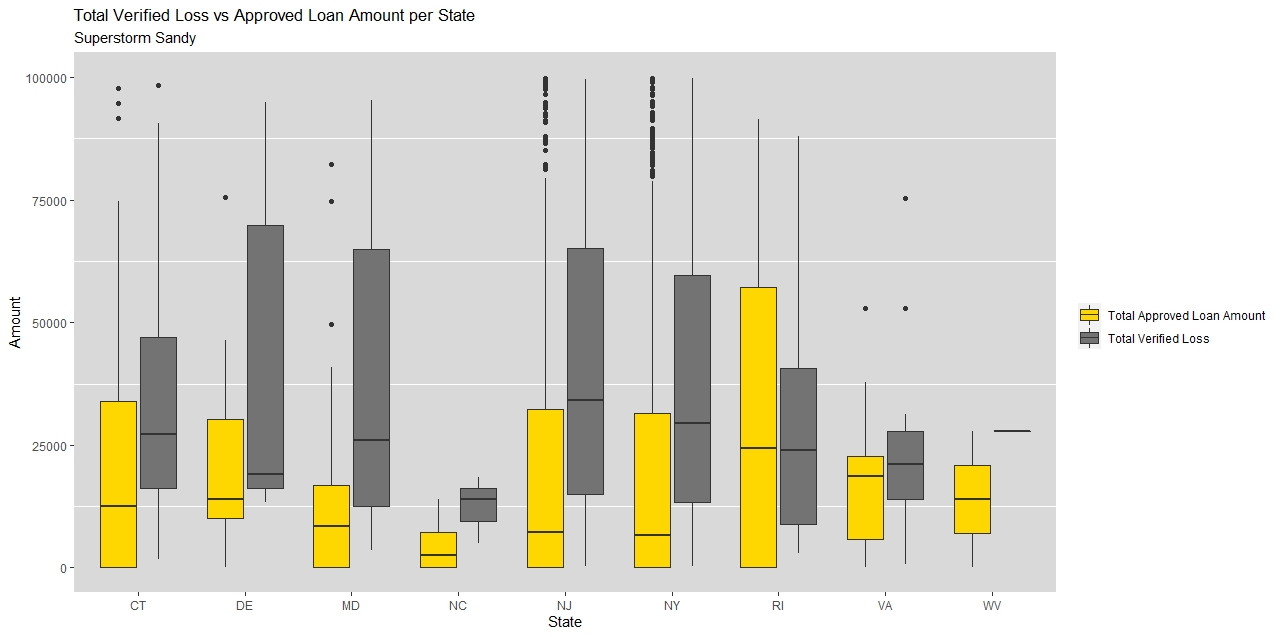 Total Verified Loss vs Approved Loan Amount per State
Superstorm Sandy
Amount
100000
75000
50000
25000
0
CT DE MD NC NJ NY RI VA WV
State
Total Approved Loan Amount
Total Verified Loss